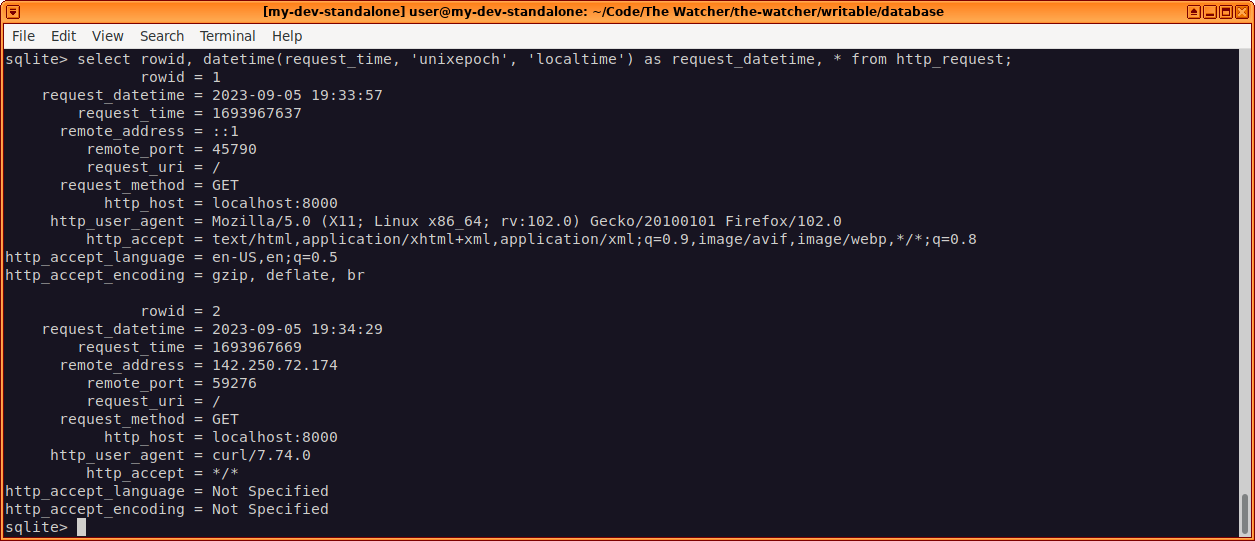 [my-dev-standalone] user@my-dev-standalone: ~/Code/The Watcher/the-watcher/writable/database
File Edit View Search Terminal Help
sqlite> select rowid, datetime(request_time, 'unixepoch', 'localtime') as request_datetime, * from http_request;
rowid = 1
request_datetime = 2023-09-05 19:33:57
request_time = 1693967637
remote_address = ::1
remote_port = 45790
request_uri = /
request_method = GET
http_host = localhost:8000
http_user_agent = Mozilla/5.0 (X11; Linux x86_64; rv:102.0) Gecko/20100101 Firefox/102.0
http_accept = text/html,application/xhtml+xml,application/xml;q=0.9,image/avif,image/webp,*/*;q=0.8
http_accept_language = en-US,en;q=0.5
http_accept_encoding = gzip, deflate, br
rowid = 2
request_datetime = 2023-09-05 19:34:29
request_time = 1693967669
remote_address = 142.250.72.174
remote_port = 59276
request_uri = /
request_method = GET
http_host = localhost:8000
http_user_agent = curl/7.74.0
http_accept = */*
http_accept_language = Not Specified
http_accept_encoding = Not Specified
sqlite>